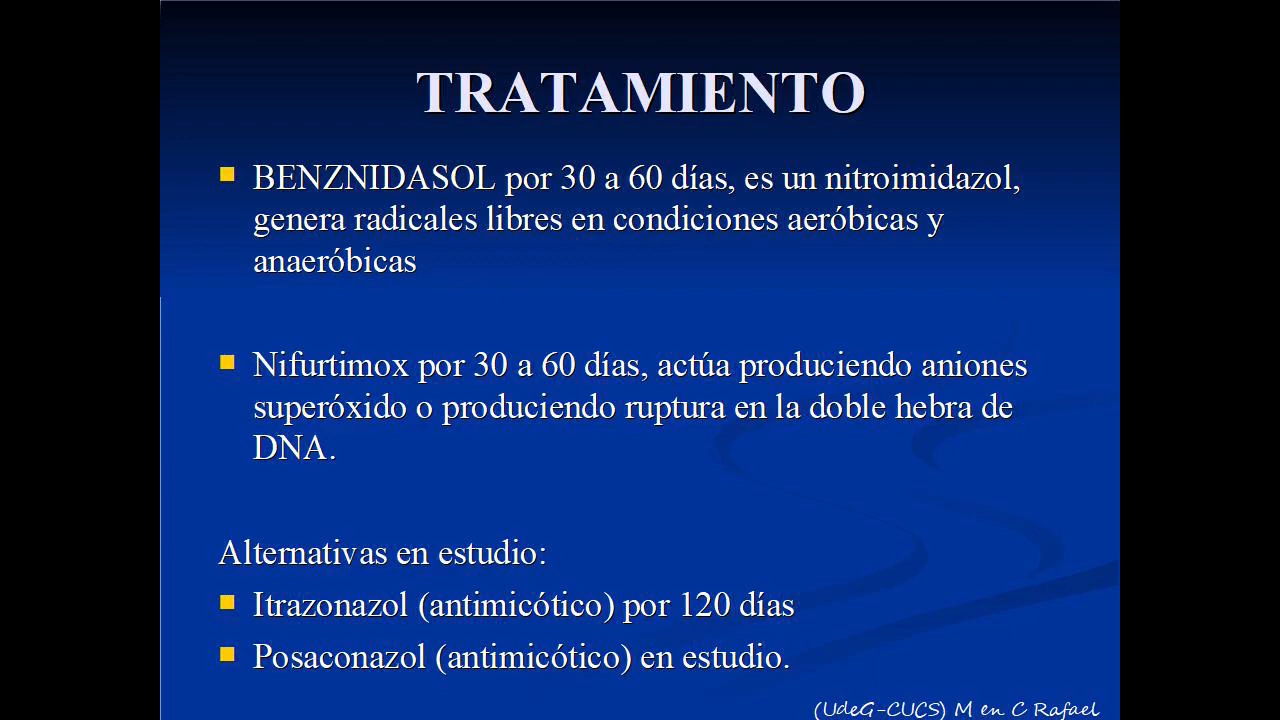 TRATAMIENTO
BENZNIDASOL por 30 a 60 días, es un nitroimidazol,
genera radicales libres en condiciones aeróbicas y
anaeróbicas
Nifurtimox por 30 a 60 días, actúa produciendo aniones
superóxido o produciendo ruptura en la doble hebra de
DNA.
Alternativas en estudio:
Itrazonazol (antimicótico) por 120 días
Posaconazol (antimicótico) en estudio.
(UdeG-CUCS) M en C Rafael